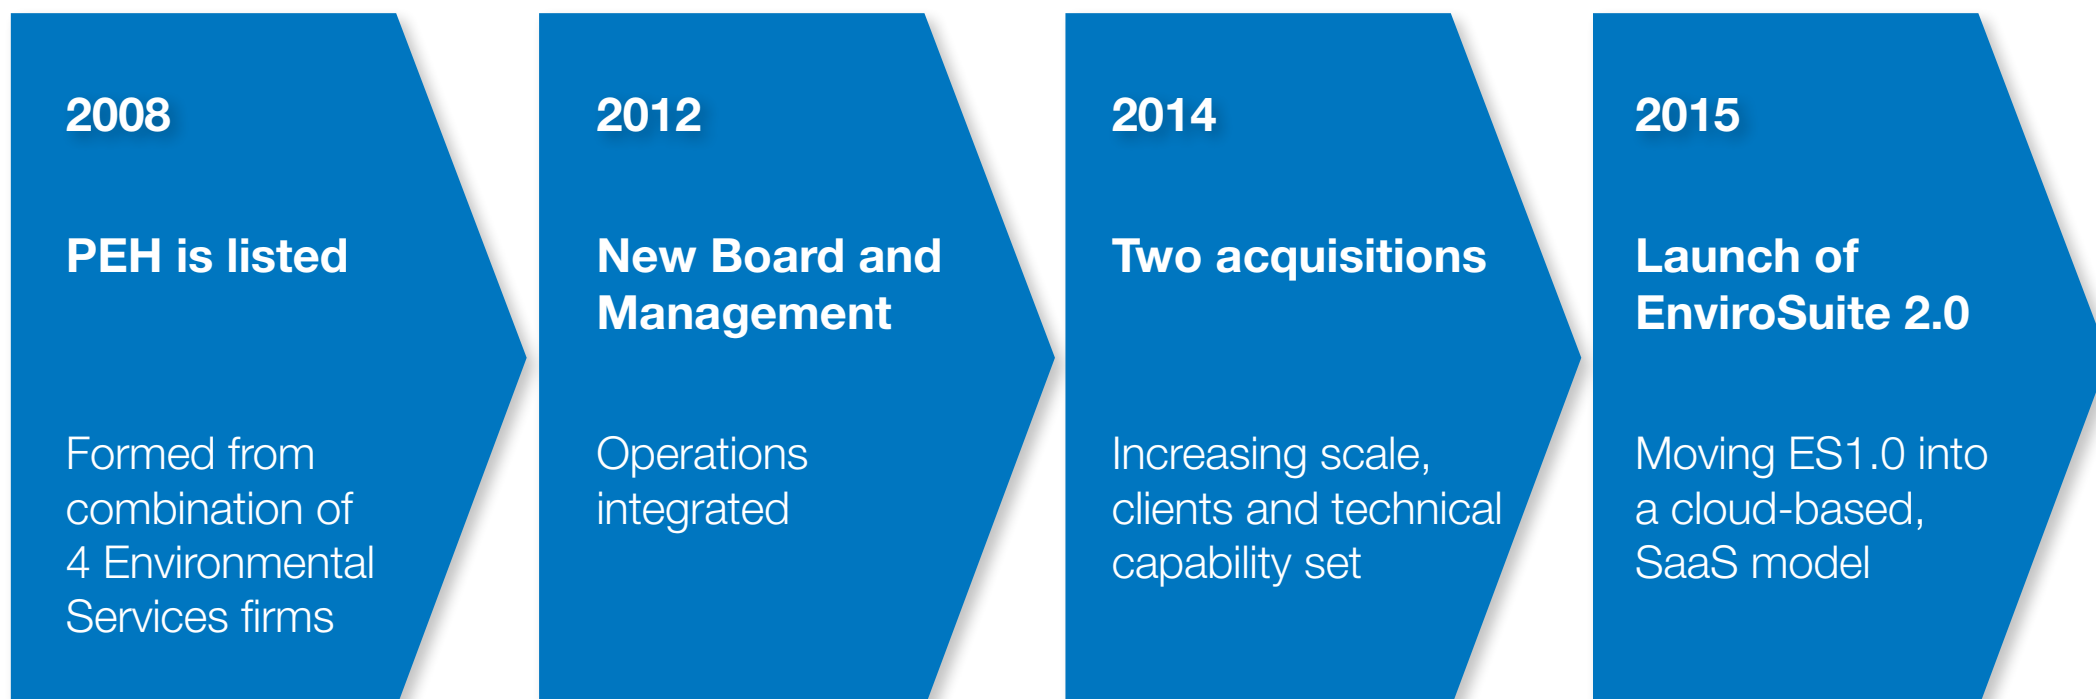 2008
PEH is listed
Formed from
combination of
4 Environmental
Services firms
2012
New Board and
Management
Operations
integrated
2014
Two acquisitions
Increasing scale,
clients and technical
capability set
2015
Launch of
EnviroSuite 2.0
Moving ES1.0 into
a cloud-based,
SaaS model